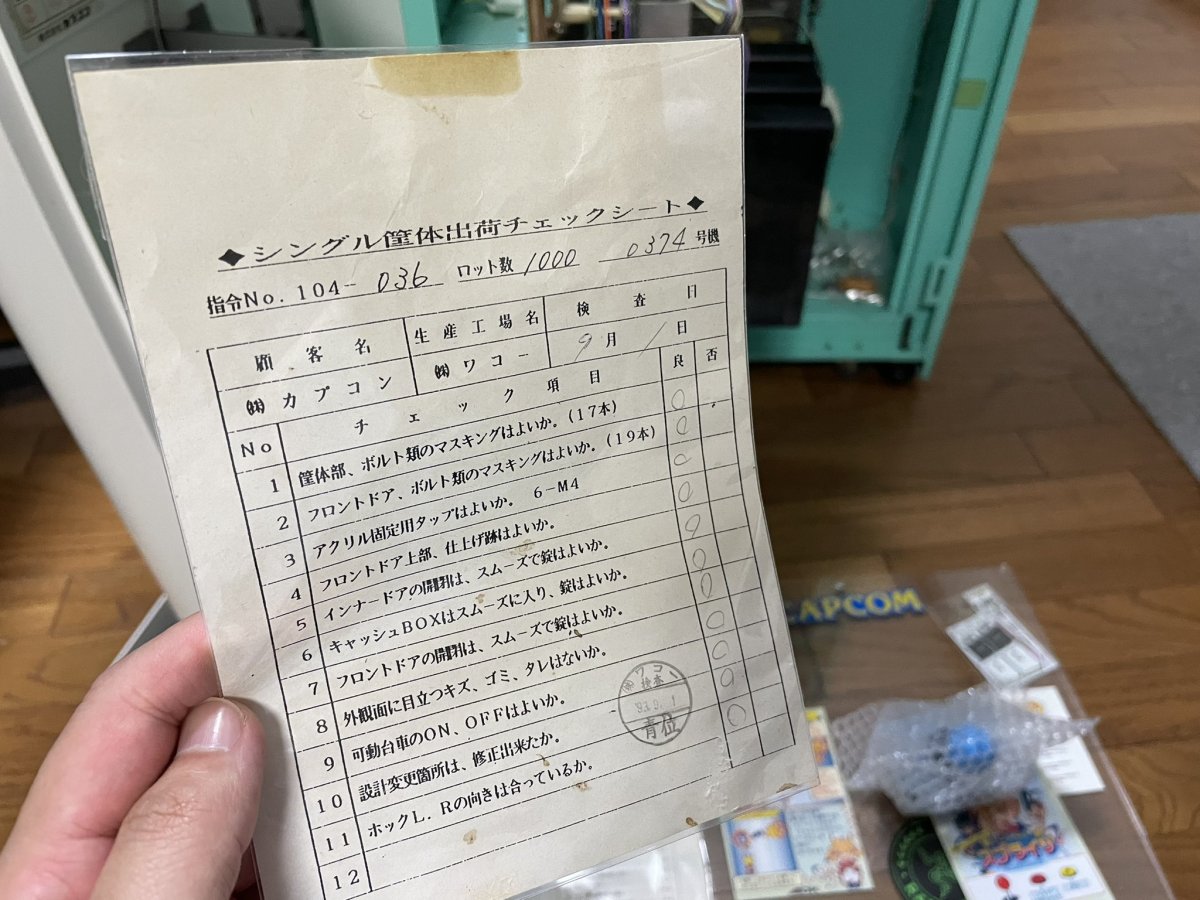 ◆シングル筐体出荷チェックシート◆
指令No. 104-036 ロット数 1000 0374 号機
顧客名 生産工場名 検査日
㈱カプコン ㈱ワコー 9月1日
No チェック項目 良 否
1 筐体部、ボルト類のマスキングはよいか。(17本) ○
2 フロントドア、ボルト類のマスキングはよいか。(19本) ○
3 アクリル固定用タップはよいか。 6-M4 ○
4 フロントドア上部、仕上げ跡はよいか。 ○
5 インナードアの開閉は、スムーズで錠はよいか。 ○
6 キャッシュBOXはスムーズに入り、錠はよいか。 ○
7 フロントドアの開閉は、スムーズで錠はよいか。 ○
8 外観面に目立つキズ、ゴミ、タレはないか。 ○
9 可動台車のON、OFFはよいか。 ○
10 設計変更箇所は、修正出来たか。 ○
11 ホックL. Rの向きは合っているか。 ○
12
㈱ワコー
検査
'93.9.1
青位
CAPCOM